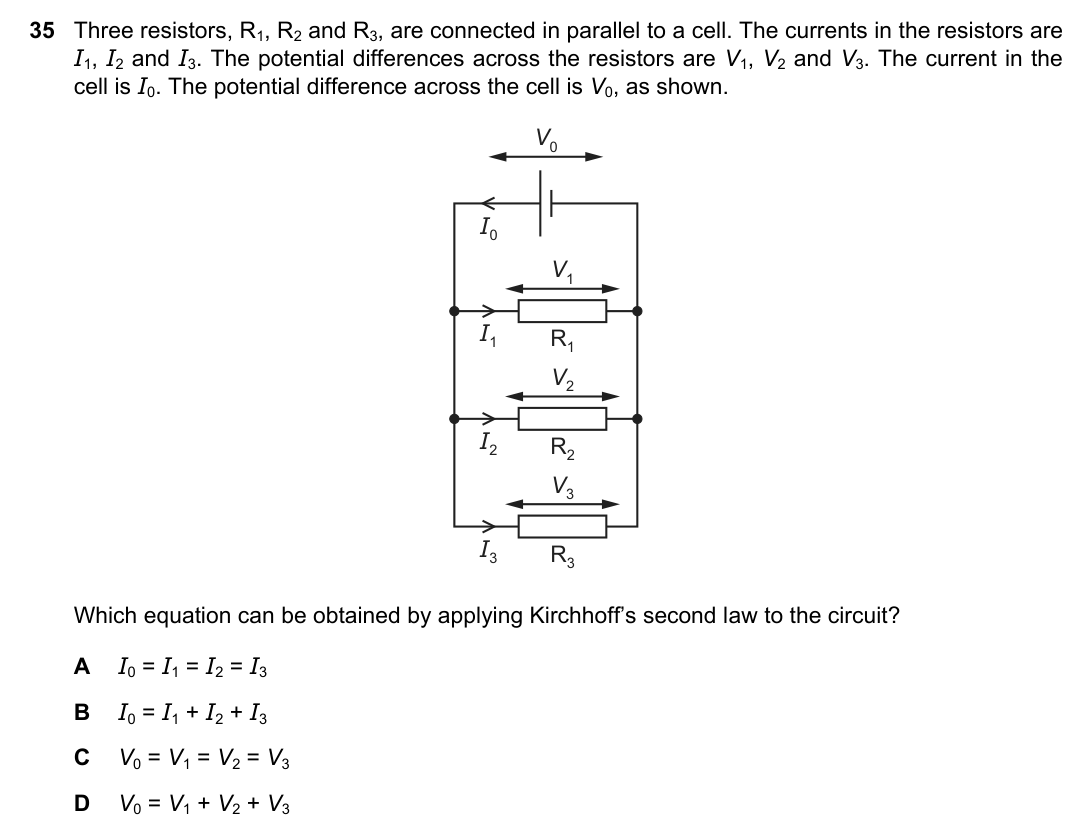 35 Three resistors, R₁, R₂ and R₃, are connected in parallel to a cell. The currents in the resistors are
I₁, I₂ and I₃. The potential differences across the resistors are V₁, V₂ and V₃. The current in the
cell is I₀. The potential difference across the cell is V₀, as shown.
V₀
I₀
V₁
I₁
R₁
V₂
I₂
R₂
V₃
I₃
R₃
Which equation can be obtained by applying Kirchhoff’s second law to the circuit?
A I₀ = I₁ = I₂ = I₃
B I₀ = I₁ + I₂ + I₃
C V₀ = V₁ = V₂ = V₃
D V₀ = V₁ + V₂ + V₃